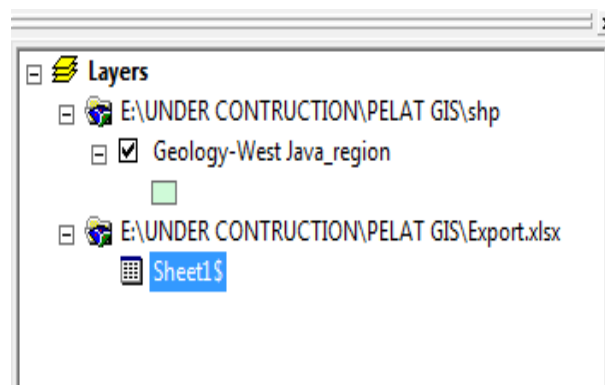 Layers
E:\UNDER CONTRUCTION\PELAT GIS\shp
Geology-West Java_region
E:\UNDER CONTRUCTION\PELAT GIS\Export.xlsx
Sheet1$